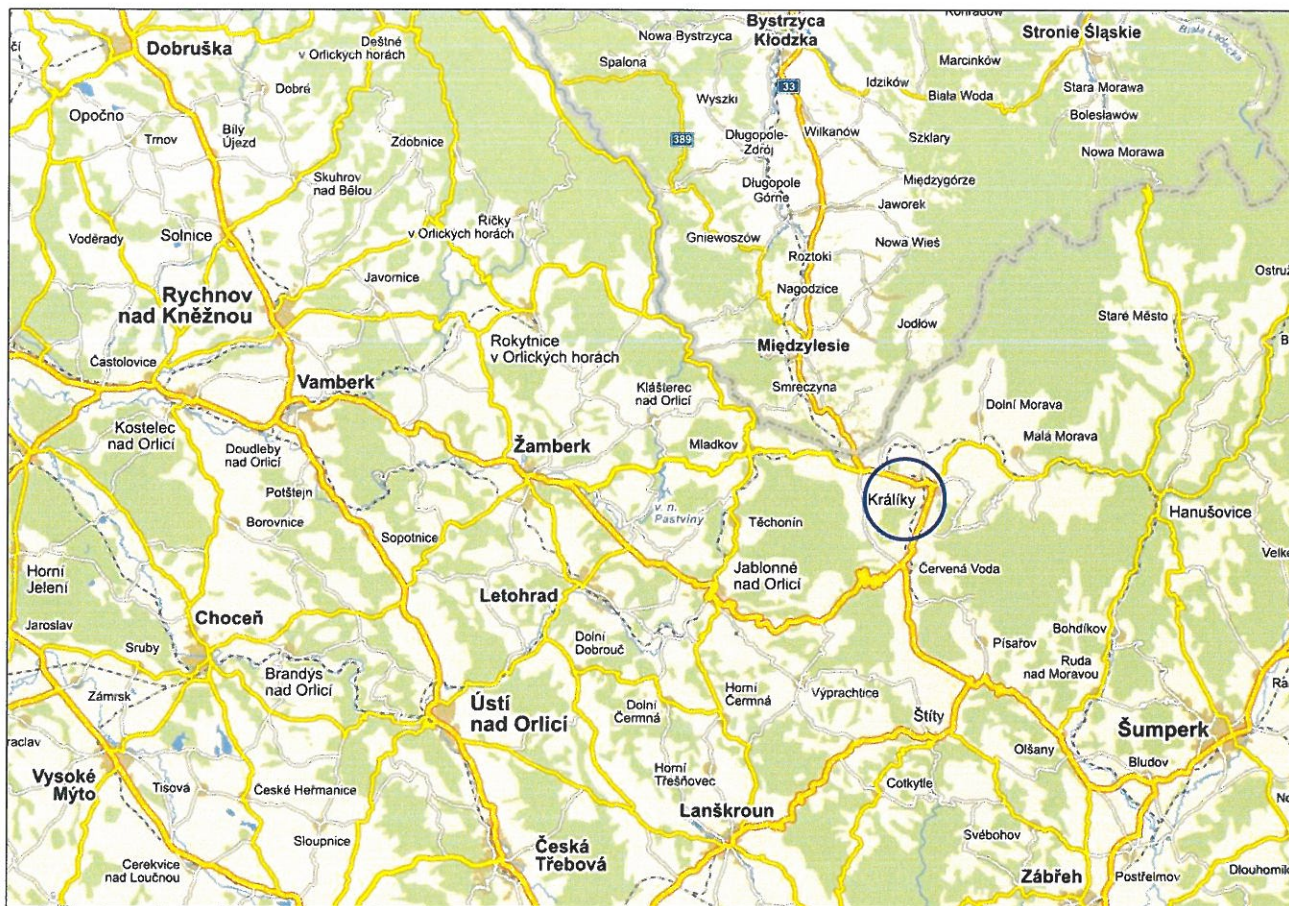 Dobruška
Deštné
v Orlických horách
Nowa Bystrzyca
Bystrzyca
Kłodzka
Stronie Śląskie
Biała Lądecka
Spalona
Marcinków
Dobré
Wyszki
33
Idzików
Biała Woda
Stara Morawa
Bolesławów
Opočno
Trnov
Bílý
Újezd
Zdobnice
389
Długopole-
Zdrój
Wilkanów
Szklary
Nowa Morawa
Skuhrov
nad Bělou
Długopole
Górne
Międzygórze
Jaworek
Voděrady
Solnice
Říčky
v Orlických horách
Gniewoszów
Nowa Wieś
Roztoki
Javornice
Nagodzice
Rychnov
nad Kněžnou
Jodłów
Staré Město
Rokytnice
v Orlických horách
Międzylesie
Častolovice
Vamberk
Klášterec
nad Orlicí
Smreczyna
Dolní Morava
Kostelec
nad Orlicí
Doudleby
nad Orlicí
Žamberk
Mladkov
Malá Morava
Potštejn
v. n.
Pastviny
Králíky
Hanušovice
Borovnice
Sopotnice
Těchonín
Horní
Jelení
Jablonné
nad Orlicí
Červená Voda
Letohrad
Jaroslav
Choceň
Dolní
Dobrouč
Písařov
Bohdíkov
Sruby
Brandýs
nad Orlicí
Ruda
nad Moravou
Zámrsk
Horní
Čermná
Výprachtice
Dolní
Čermná
Ústí
nad Orlicí
Štíty
Šumperk
Olšany
Bludov
Vysoké
Mýto
Tisová
České Heřmanice
Horní
Třešňovec
Cotkytle
Lanškroun
Sloupnice
Svébohov
Česká
Třebová
Cerekvice
nad Loučnou
Zábřeh
Postřelmov